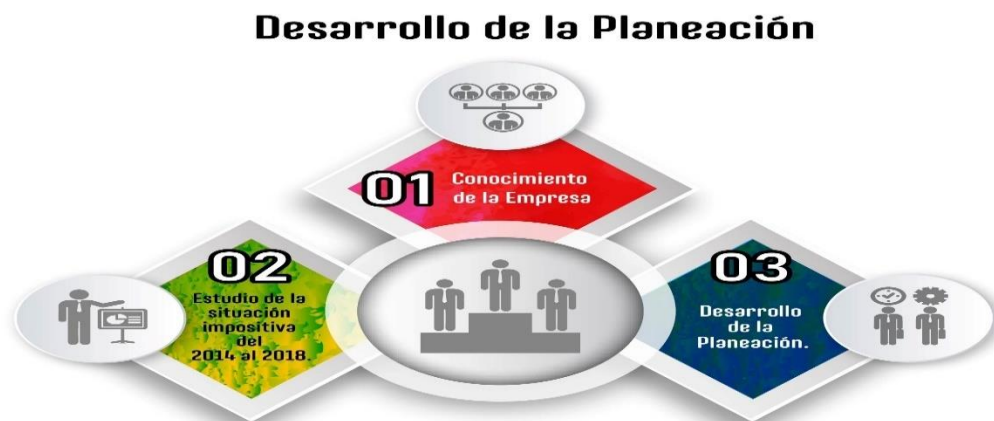 Desarrollo de la Planeación
01
Conocimiento
de la Empresa
02
Estudio de la
situación
impositiva
del
2014 al 2018.
03
Desarrollo
de la
Planeación.